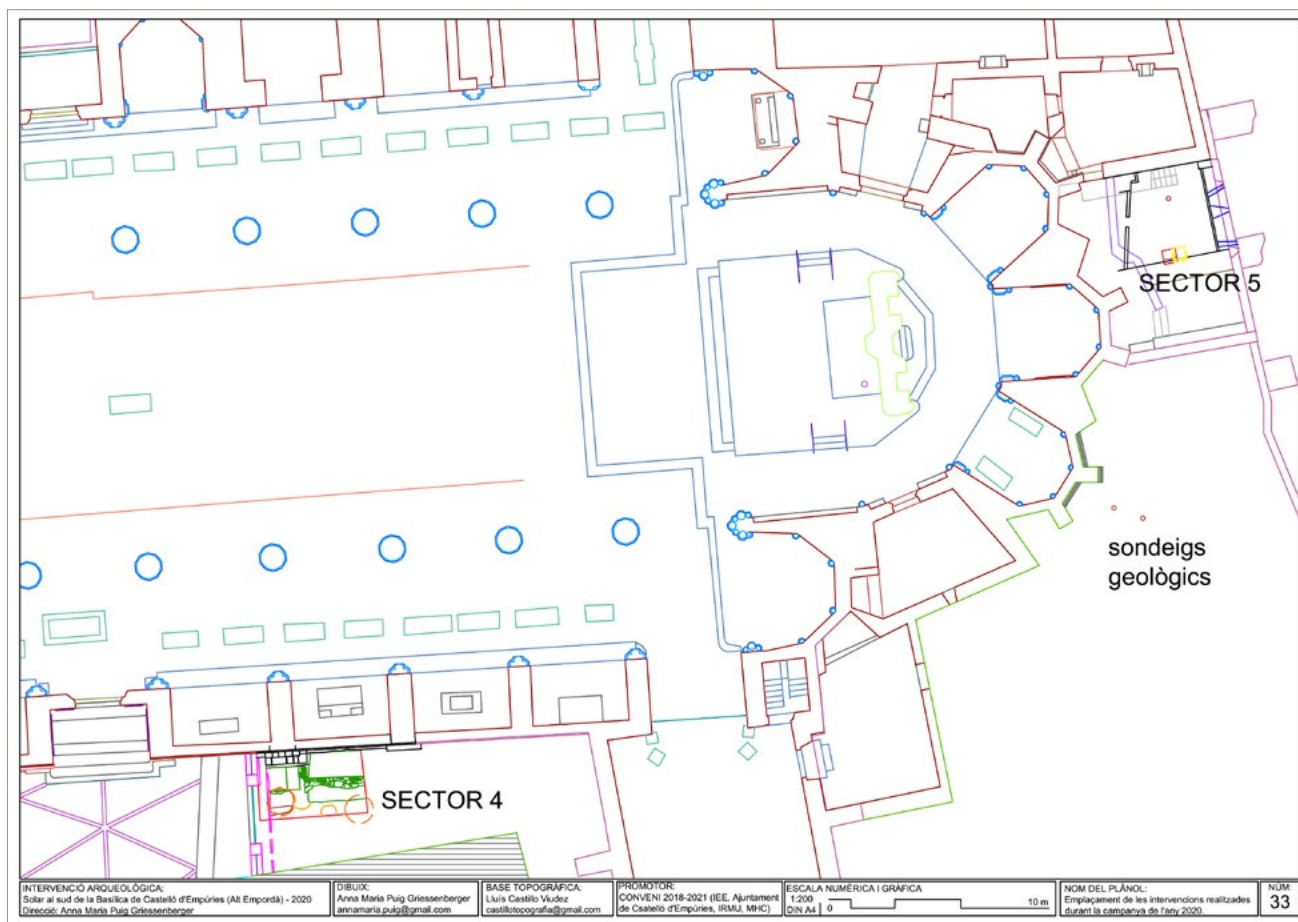 SECTOR 5
sondeigs
geològics
SECTOR 4
INTERVENCIÓ ARQUEOLÒGICA:
Solar al sud de la Basílica de Castelló d'Empúries (Alt Empordà) - 2020
Direcció: Anna Maria Puig Griessenberger
DIBUIX:
Anna Maria Puig Griessenberger
annamaria.puig@gmail.com
BASE TOPOGRÀFICA:
Lluís Castillo Viudez
castillotopografia@gmail.com
PROMOTOR:
CONVENI 2018-2021 (IEE, Ajuntament
de Csatelló d'Empúries, IRMU, MHC)
ESCALA NUMÈRICA I GRÀFICA
1:200
DIN A4
0
10 m
NOM DEL PLÀNOL:
Emplaçament de les intervencions realitzades
durant la campanya de l'any 2020.
NÚM:
33